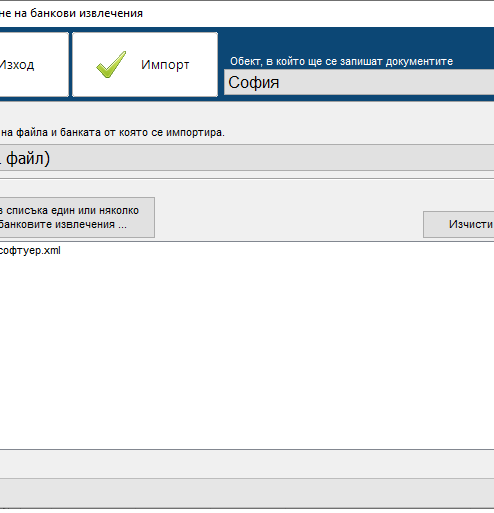 не на банкови извлечения
Изход
Импорт
Обект, в който ще се запишат документите
София
на файла и банката от която се импортира.
файл)
в списъка един или няколко
банковите извлечения ...
Изчисти
софтуер.xml